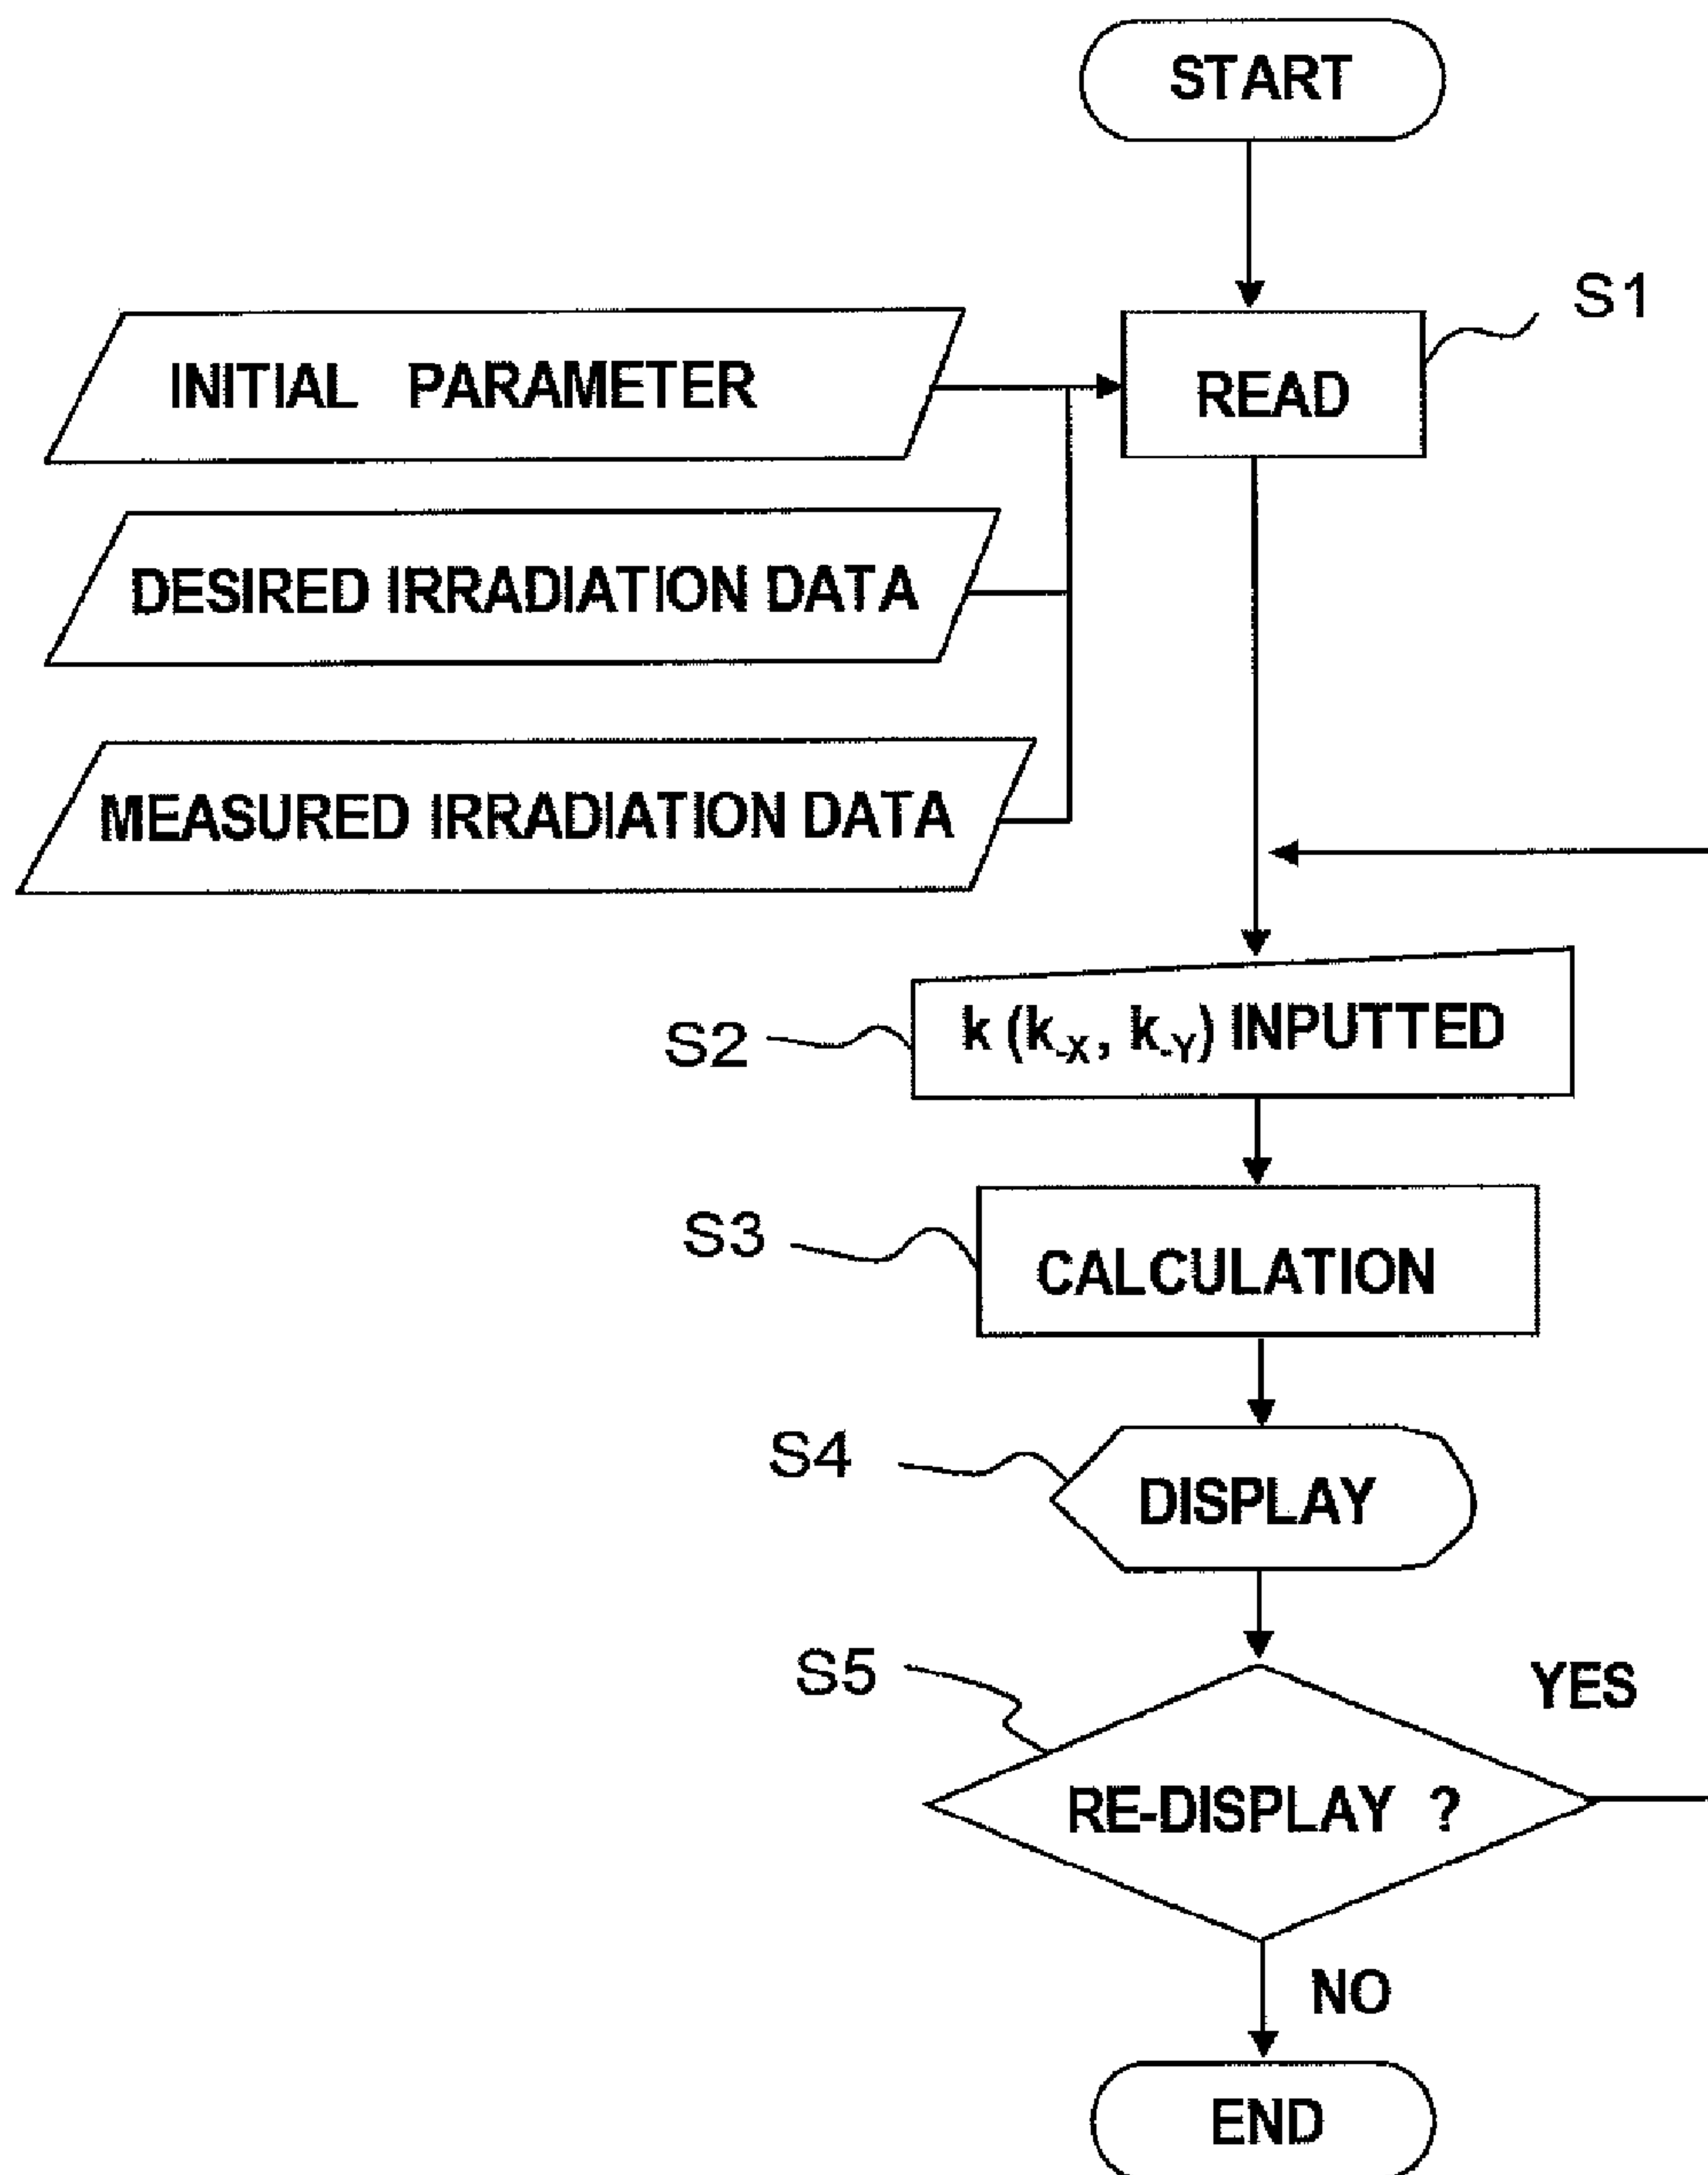 START
S1
INITIAL PARAMETER
READ
DESIRED IRRADIATION DATA
MEASURED IRRADIATION DATA
S2
k (k-X, k-Y) INPUTTED
S3
CALCULATION
S4
DISPLAY
S5
YES
RE-DISPLAY ?
NO
END